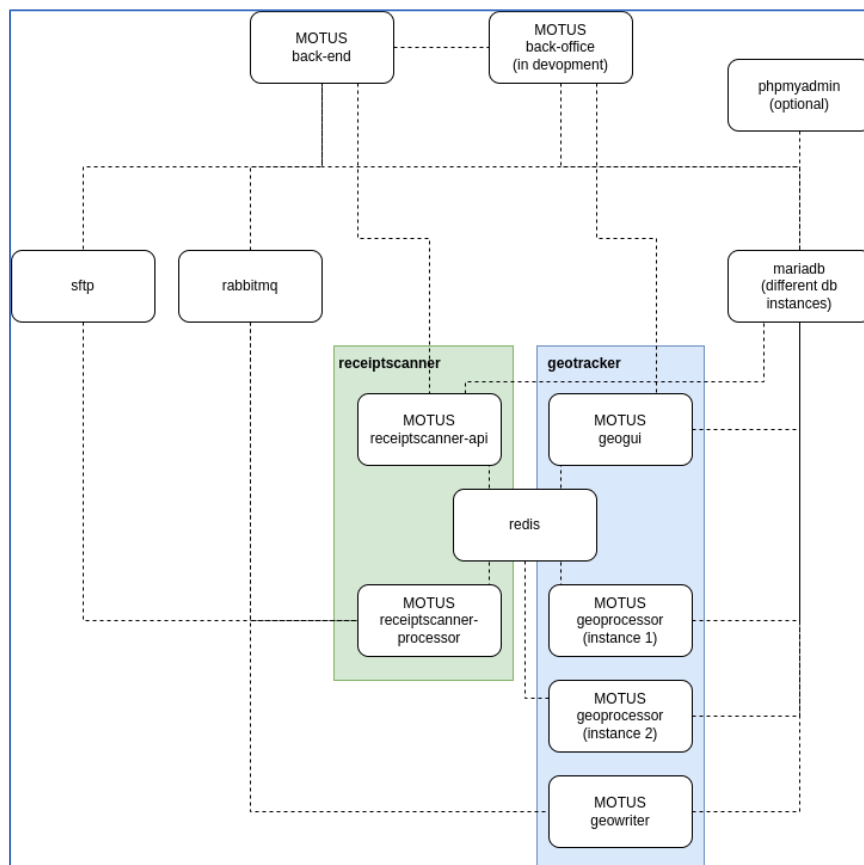 MOTUS
back-end
MOTUS
back-office
(in devopment)
phpmyadmin
(optional)
sftp
rabbitmq
mariadb
(different db
instances)
receiptscanner
geotracker
MOTUS
receiptscanner-api
MOTUS
geogui
redis
MOTUS
receiptscanner-
processor
MOTUS
geoprocessor
(instance 1)
MOTUS
geoprocessor
(instance 2)
MOTUS
geowriter